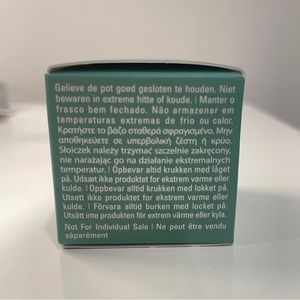 Gelieve de pot goed gesloten te houden. Niet
bewaren in extreme hitte of koude. | Manter o
frasco bem fechado. Não armazenar em
temperaturas extremas de frio ou calor.
Κρατήστε το βάζο σταθερά σφραγισμένο. Μην
αποθηκεύετε σε υπερβολική ζέστη ή κρύο.
Słoiczek należy trzymać szczelnie zakręcony,
nie narażając go na działanie ekstremalnych
temperatur. | Oppbevar alltid krukken med låget
på. Udsæt ikke produktet for ekstrem varme eller
kulde. | Oppbevar alltid krukken med lokket på.
Utsett ikke produktet for ekstrem varme eller
kulde. | Förvara alltid burken med locket på.
Utsätt inte produkten för extrem värme eller kyla.
Not For Individual Sale | Ne peut être vendu
séparément